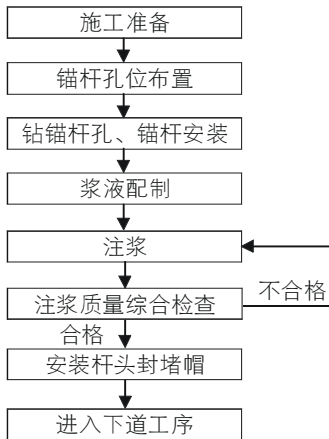 施工准备
锚杆孔位布置
钻锚杆孔、锚杆安装
浆液配制
注浆
注浆质量综合检查
不合格
合格
安装杆头封堵帽
进入下道工序